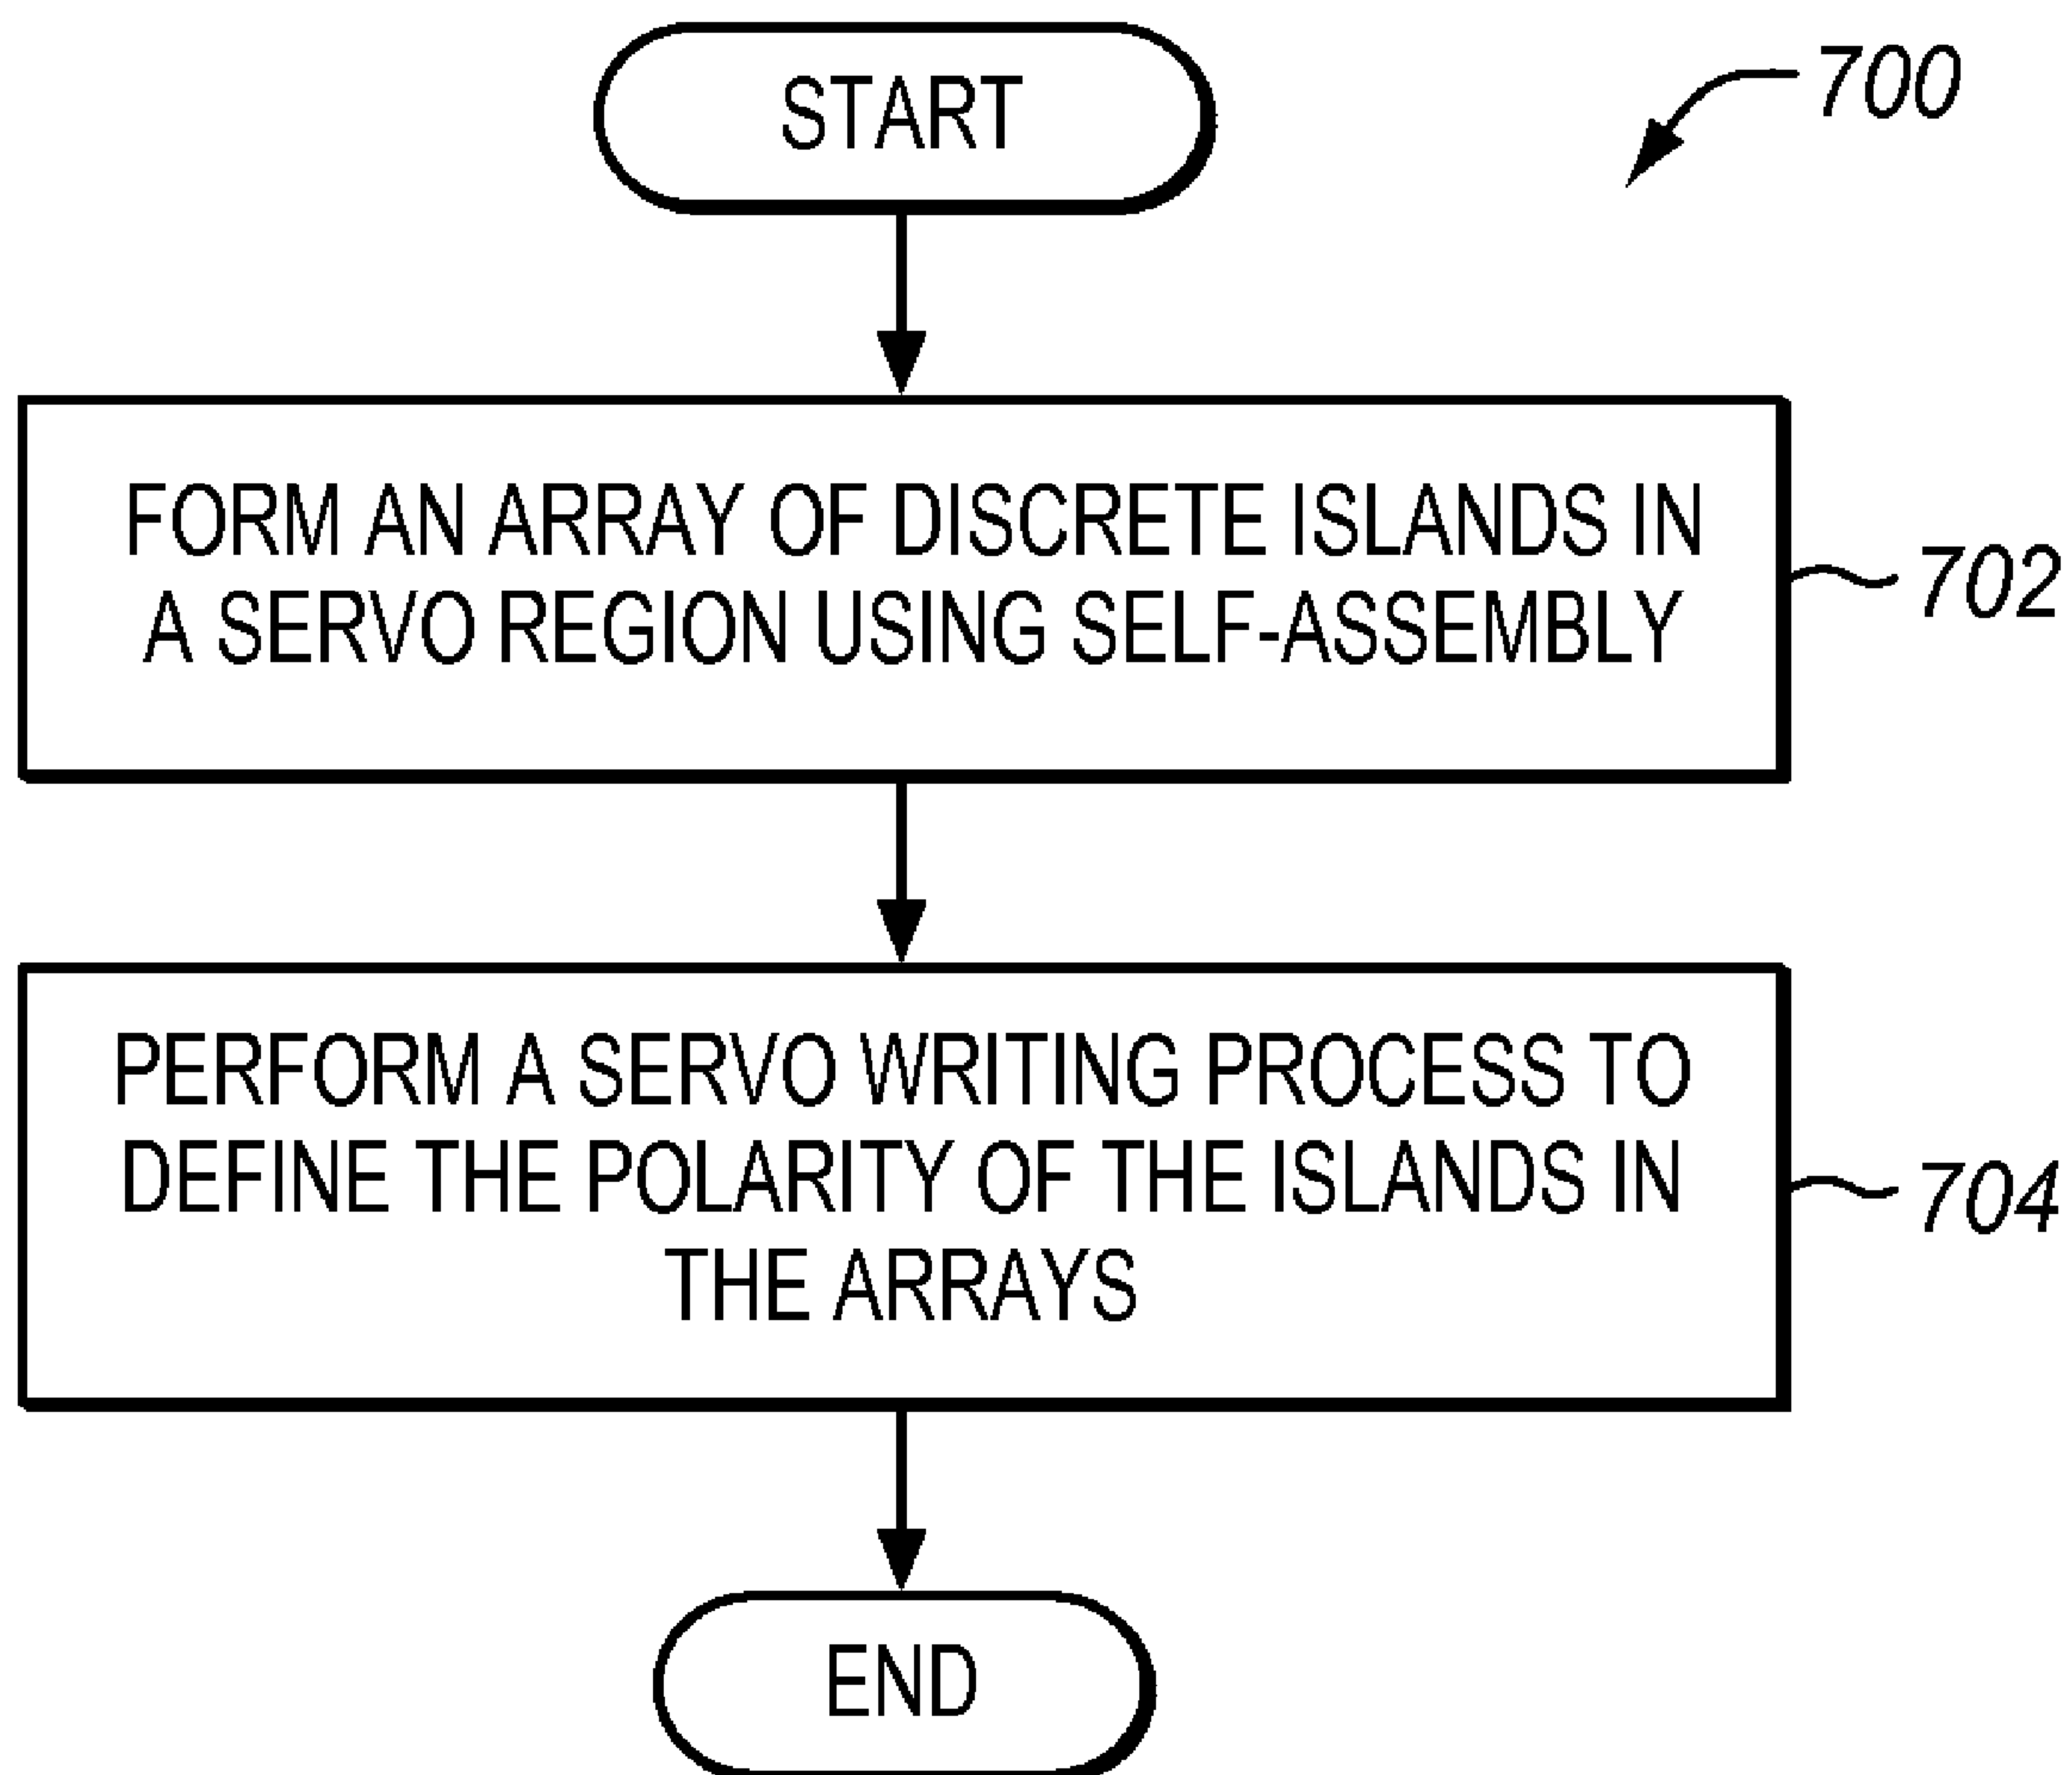 START
700
FORM AN ARRAY OF DISCRETE ISLANDS IN
A SERVO REGION USING SELF-ASSEMBLY
702
PERFORM A SERVO WRITING PROCESS TO
DEFINE THE POLARITY OF THE ISLANDS IN
THE ARRAYS
704
END